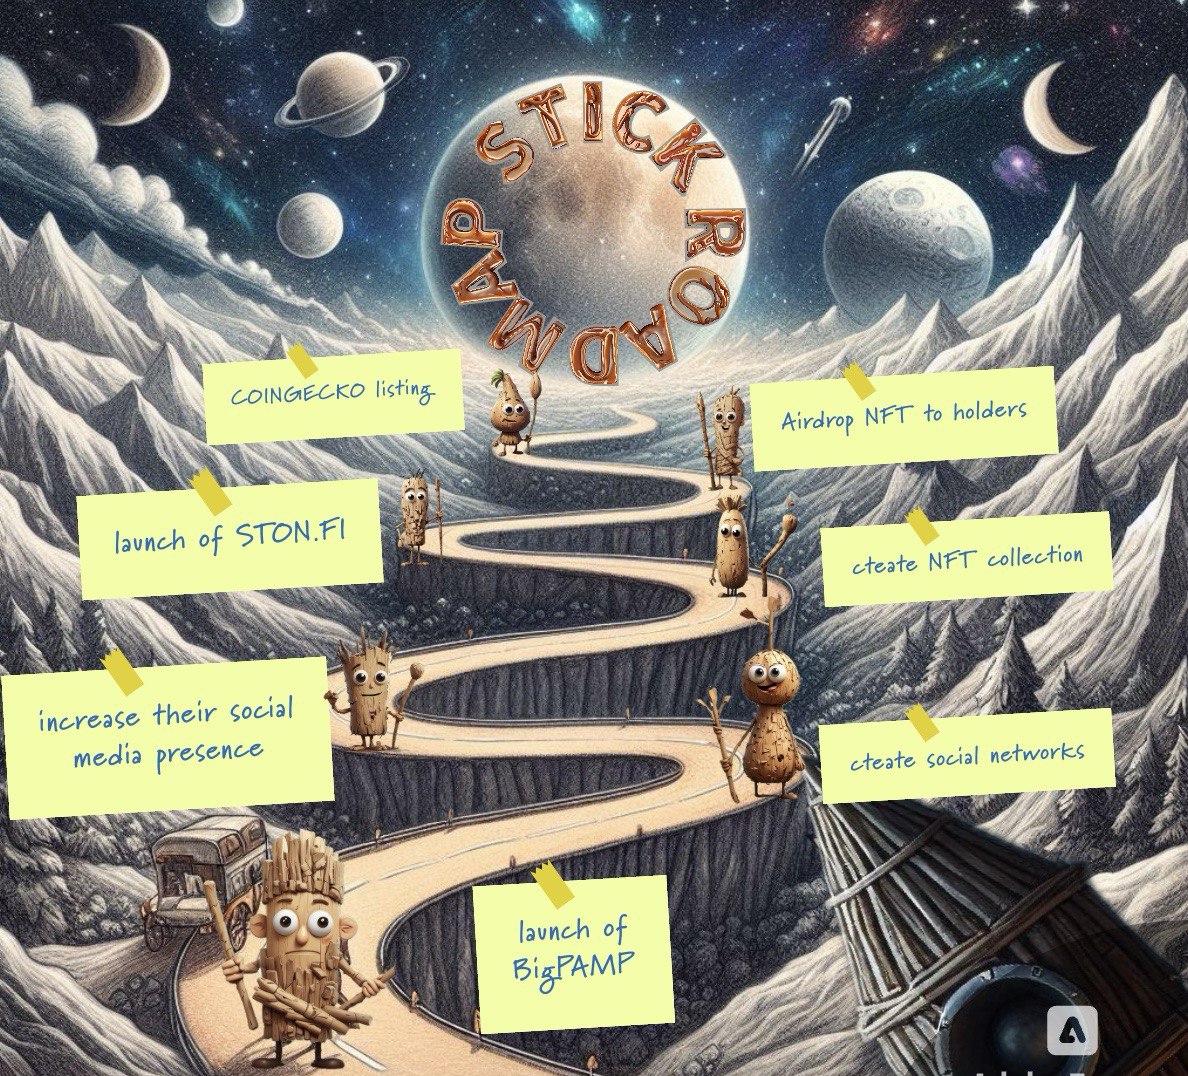 STICK ROADMAP
COINGECKO listing
Airdrop NFT to holders
launch of STON.FI
cteate NFT collection
increase their social
media presence
cteate social networks
launch of
BigPAMP